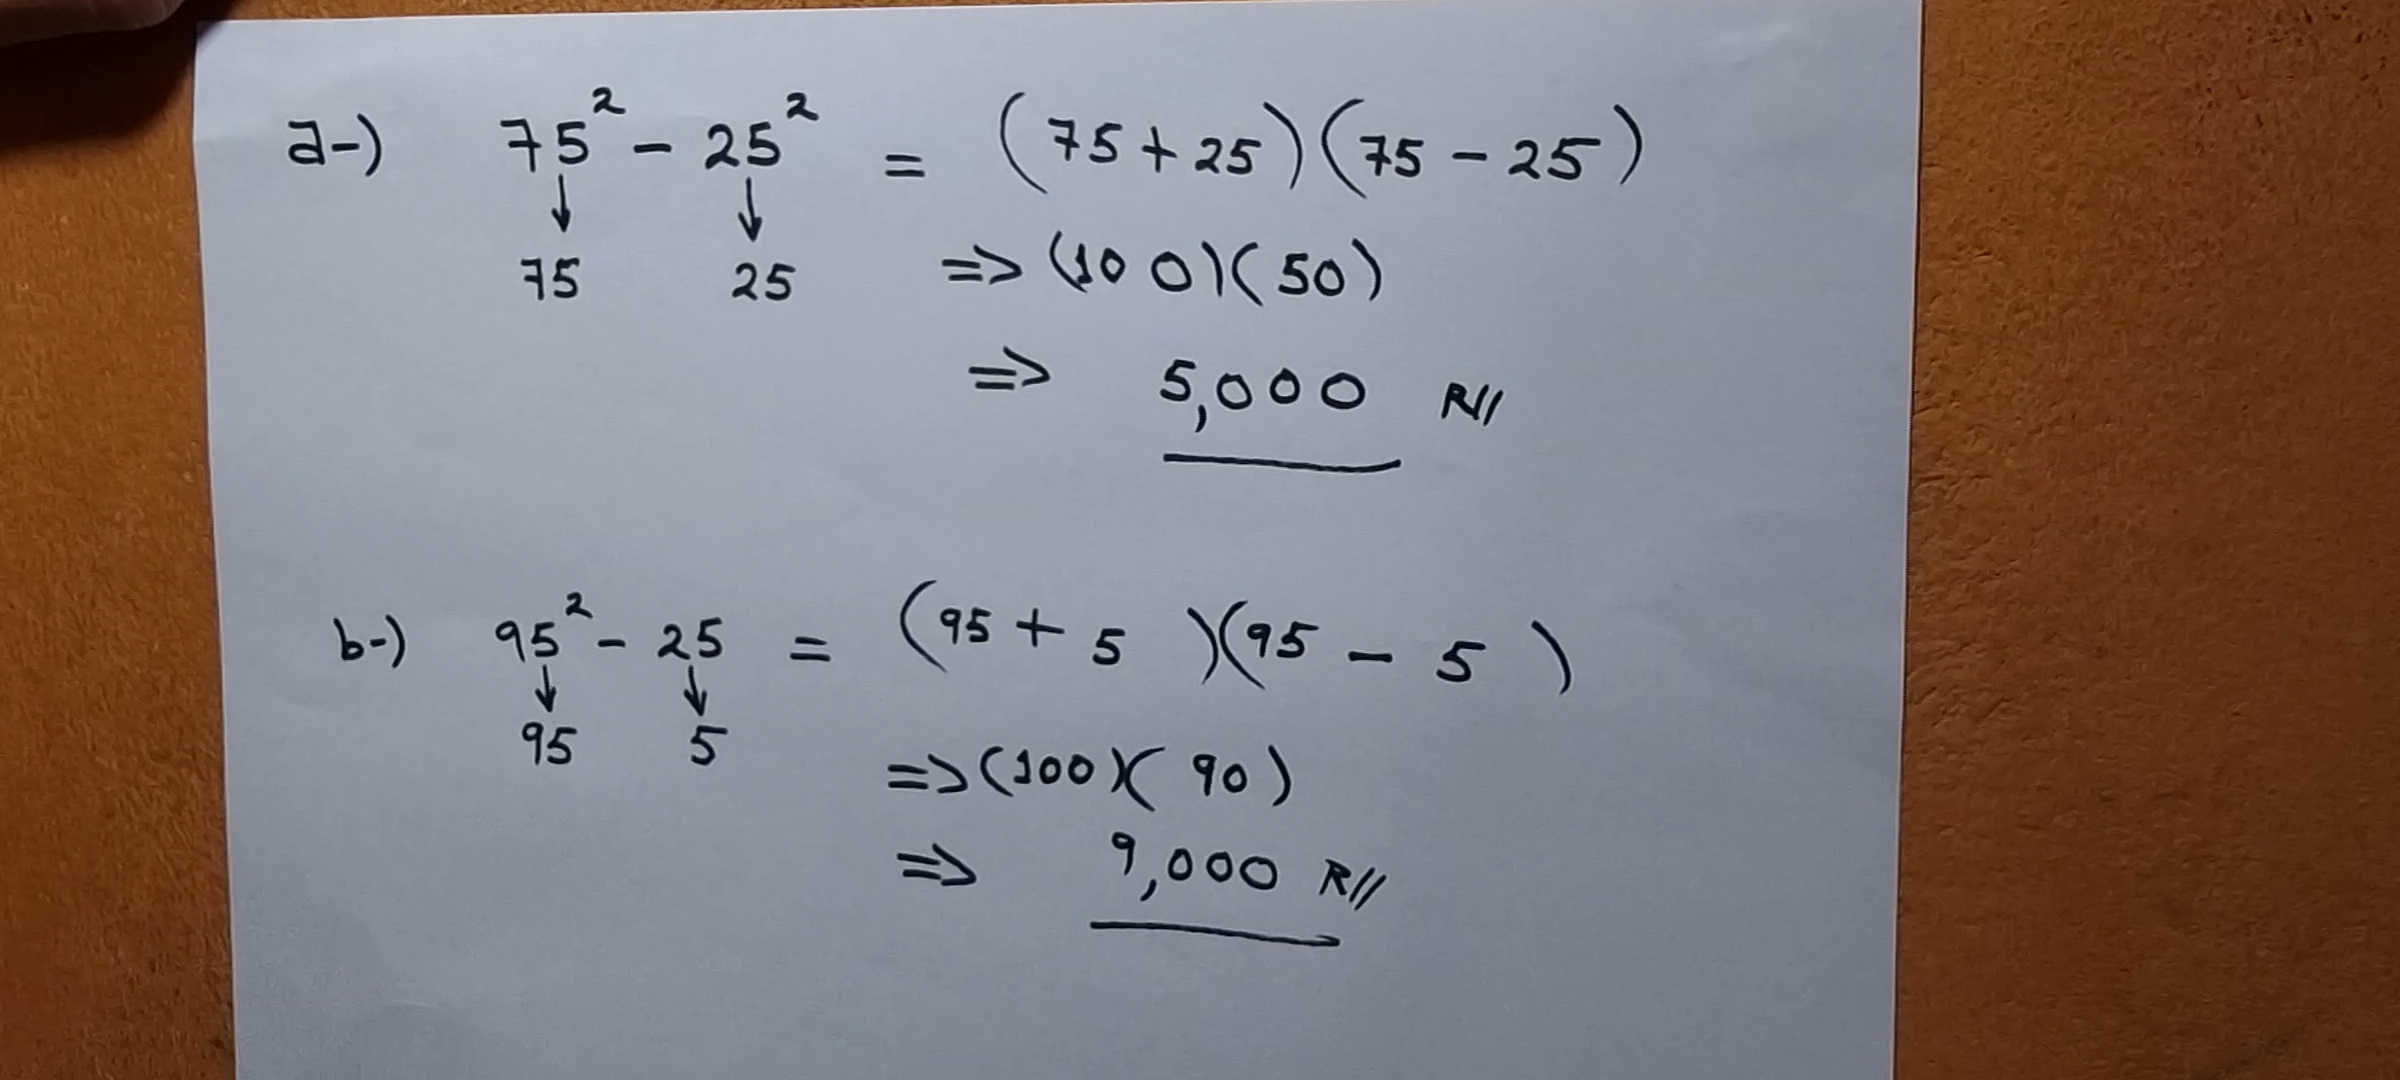 a-) 75² - 25² = (75 + 25)(75 - 25)
↓ ↓
75 25 => (100)(50)
=> 5,000 R//
b-) 95² - 25 = (95 + 5)(95 - 5)
↓ ↓
95 5 => (100)(90)
=> 9,000 R//